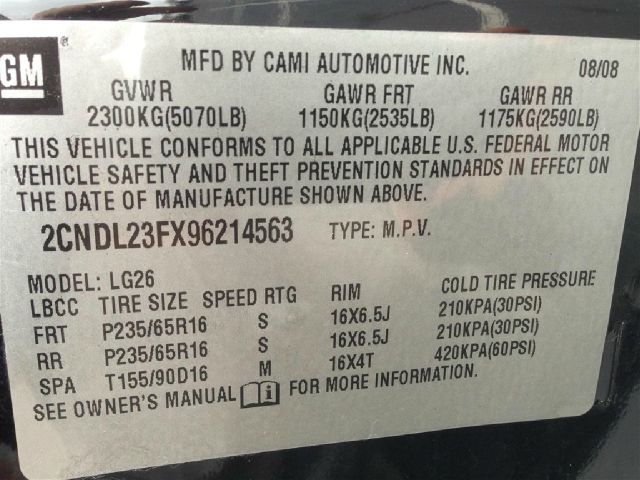 GM
MFD BY CAMI AUTOMOTIVE INC. 08/08
GVWR GAWR FRT GAWR RR
2300KG(5070LB) 1150KG(2535LB) 1175KG(2590LB)
THIS VEHICLE CONFORMS TO ALL APPLICABLE U.S. FEDERAL MOTOR
VEHICLE SAFETY AND THEFT PREVENTION STANDARDS IN EFFECT ON
THE DATE OF MANUFACTURE SHOWN ABOVE.
2CNDL23FX96214563 TYPE: M.P.V.
MODEL: LG26
LBCC TIRE SIZE SPEED RTG RIM COLD TIRE PRESSURE
FRT P235/65R16 S 16X6.5J 210KPA(30PSI)
RR P235/65R16 S 16X6.5J 210KPA(30PSI)
SPA T155/90D16 M 16X4T 420KPA(60PSI)
SEE OWNER'S MANUAL i FOR MORE INFORMATION.